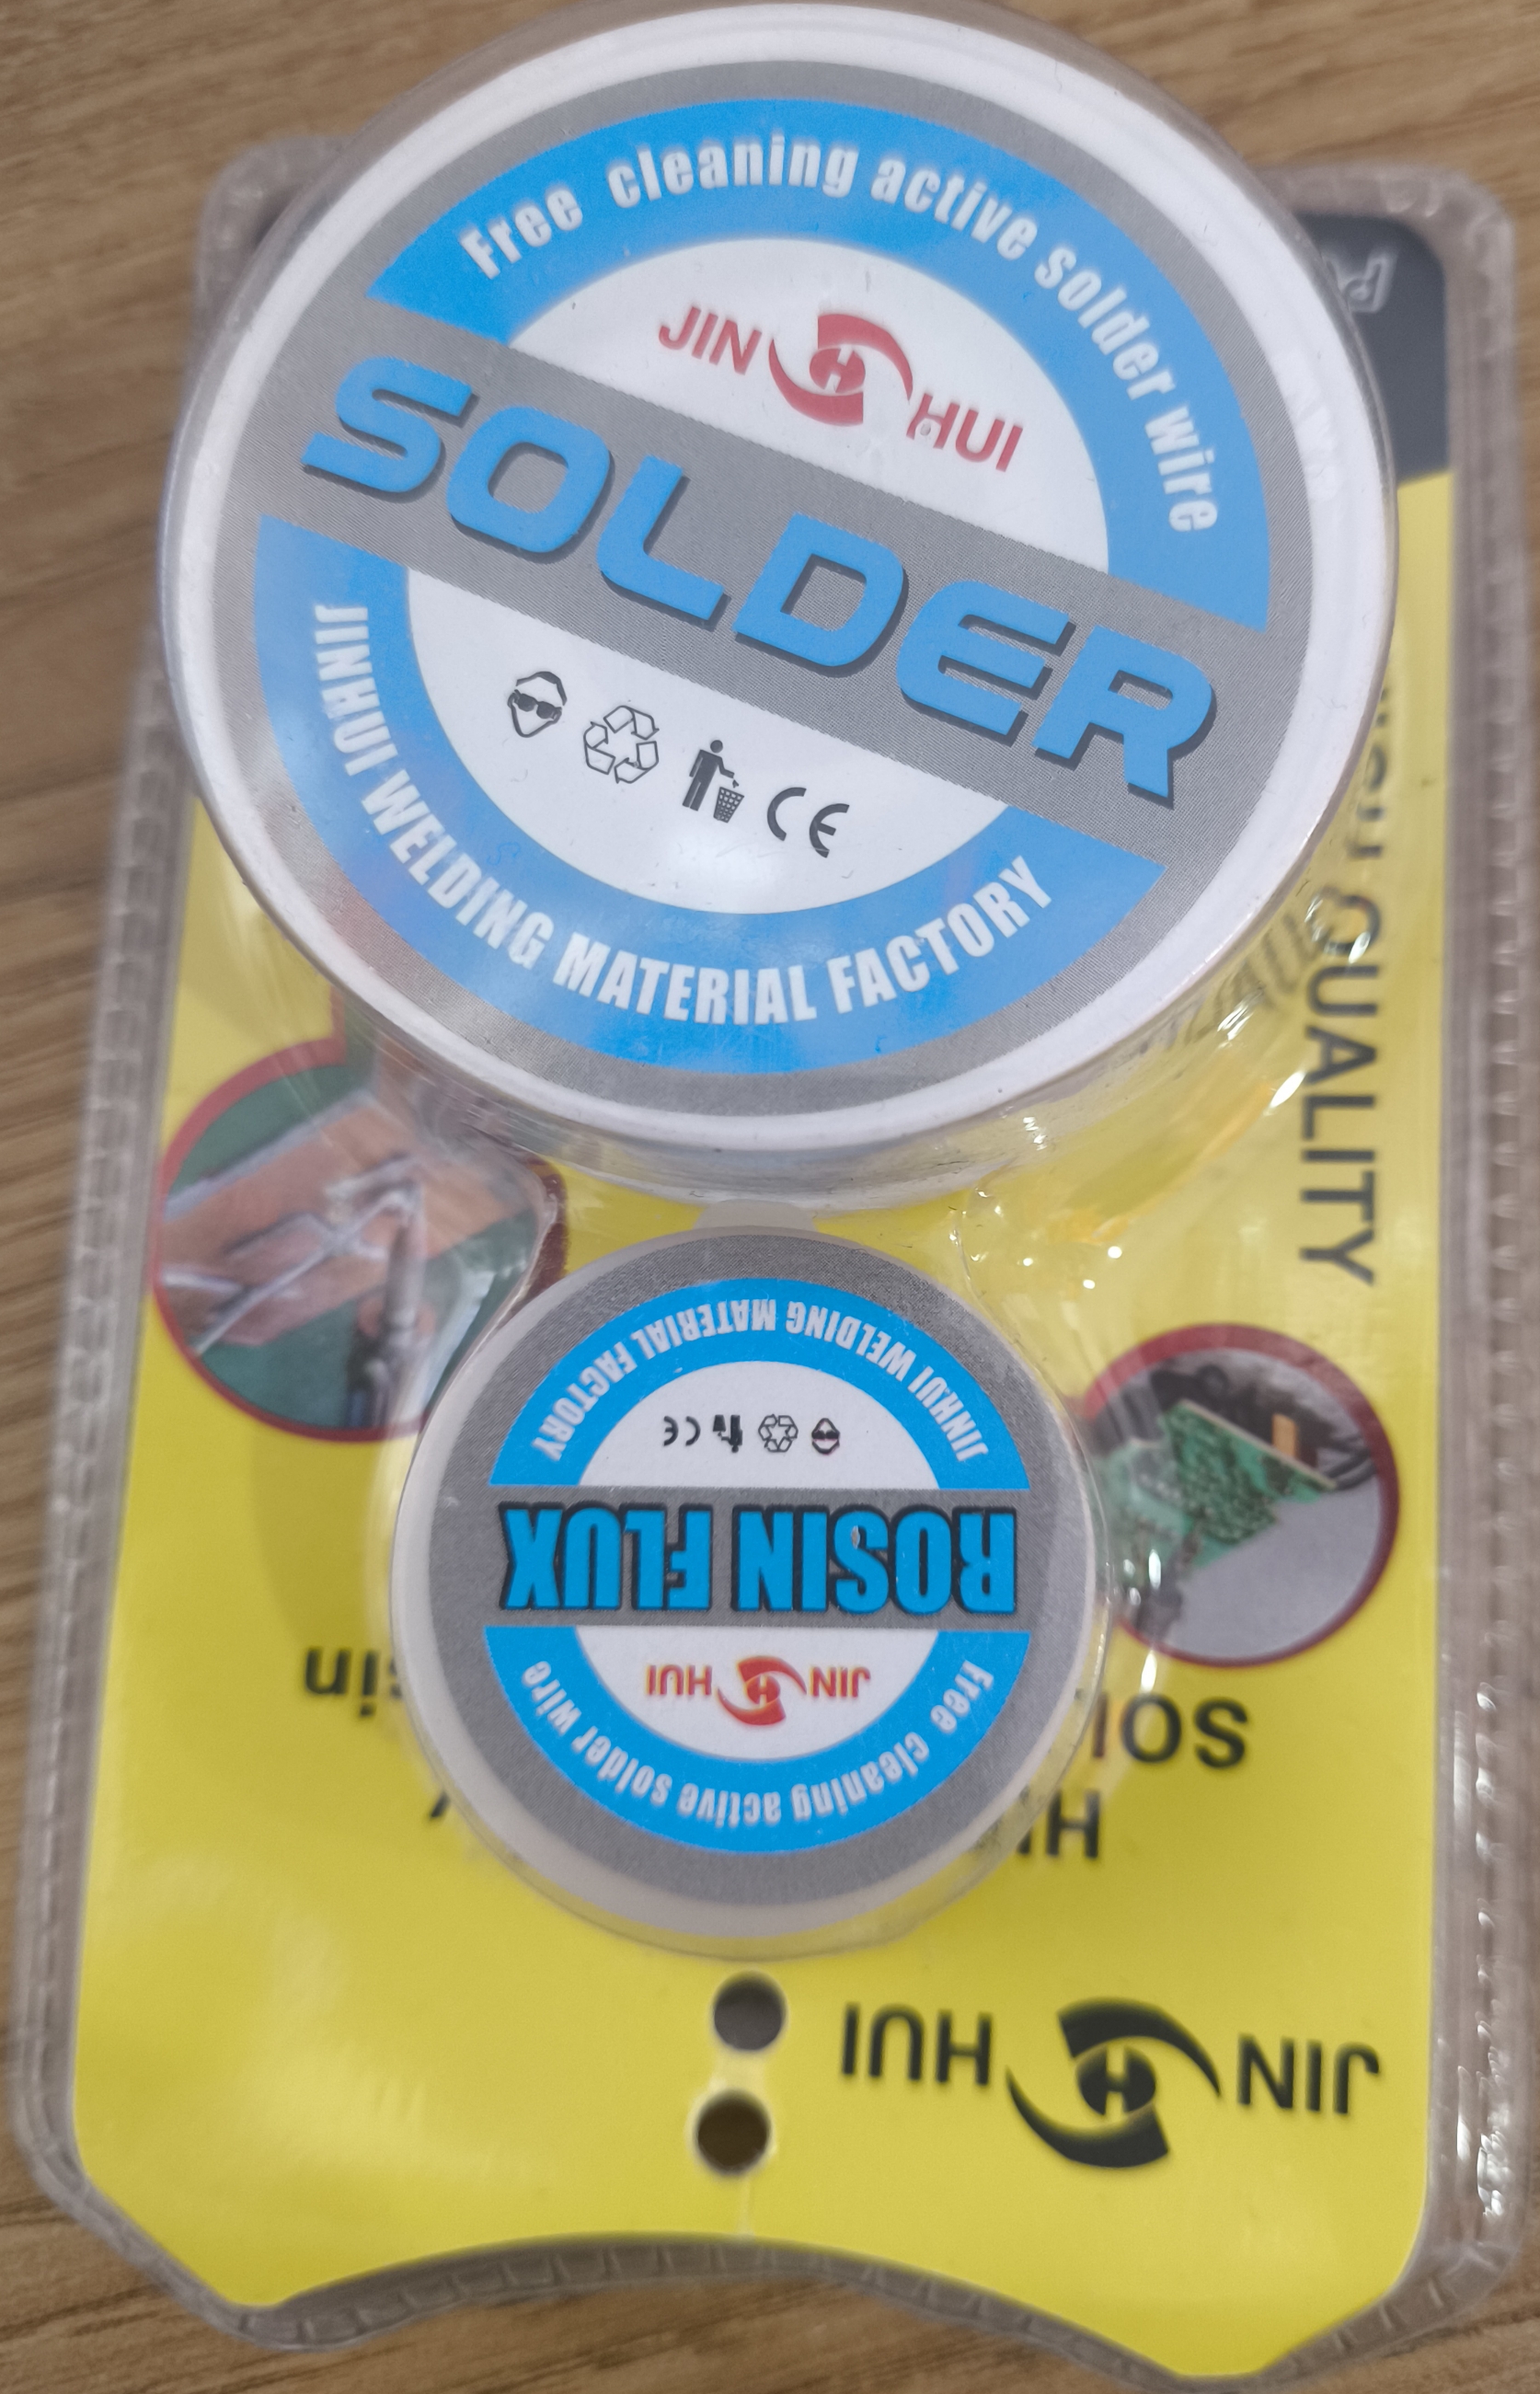 Free cleaning active solder wire
JIN H HUI
SOLDER
CE
JINHUI WELDING MATERIAL FACTORY
QUALITY
JINHUI WELDING MATERIAL FACTORY
CE
ROSIN FLUX
JIN H HUI
Free cleaning active solder wire
JIN H HUI